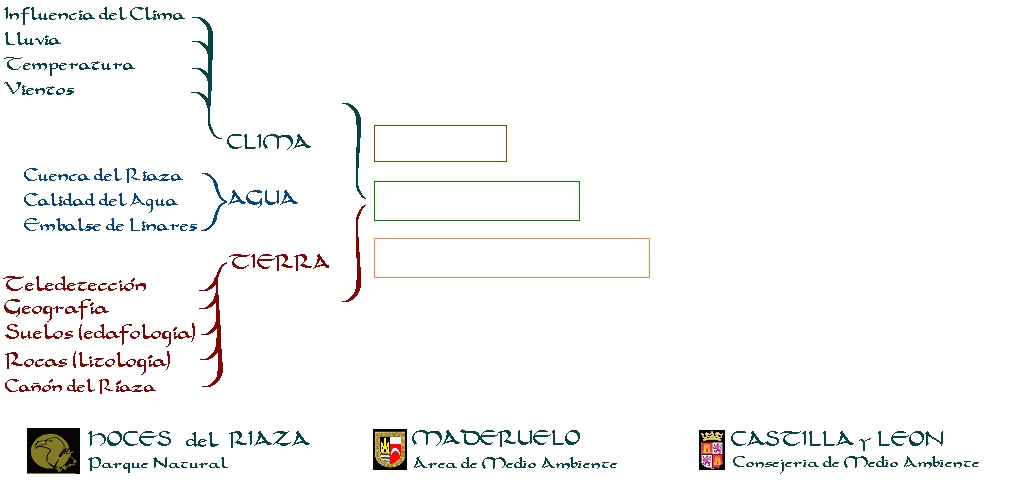 Influencia del Clima
Lluvia
Temperatura
Vientos
CLIMA
Cuenca del Riaza
Calidad del Agua
Embalse de Linares
AGUA
TIERRA
Teledetección
Geografía
Suelos (edafología)
Rocas (litología)
Cañón del Ríaza
HOCES del RIAZA
Parque Natural
MADERUELO
Área de Medio Ambiente
CASTILLA y LEON
Consejeria de Medio Ambiente